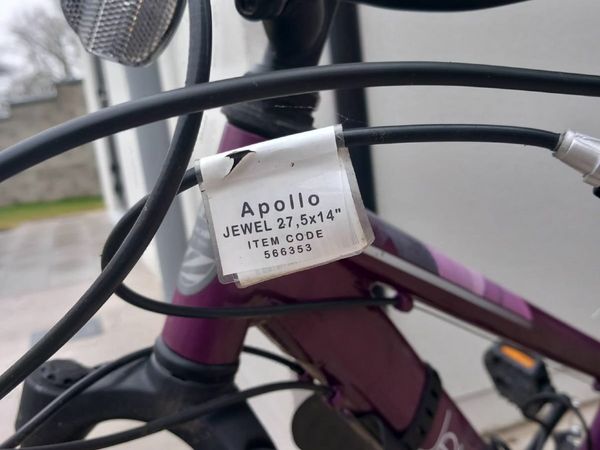 Apollo
JEWEL 27,5x14"
ITEM CODE
566353